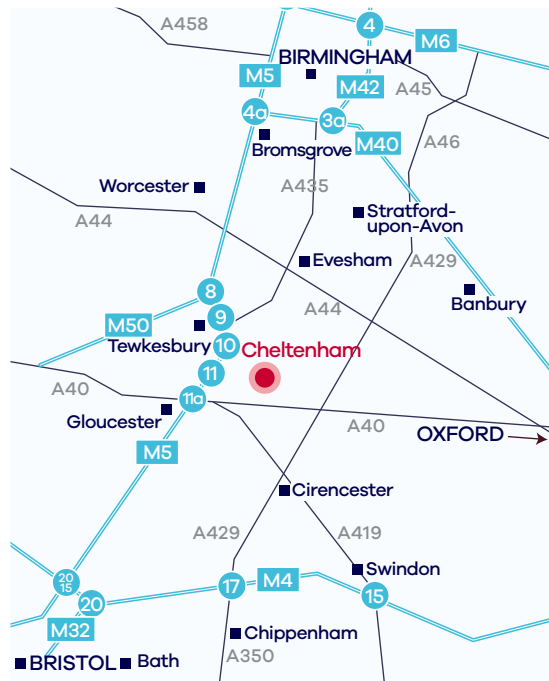 A458
4
M6
M5
BIRMINGHAM
M42
A45
4a
3a
Bromsgrove
M40
A46
Worcester
A435
A44
Stratford-
upon-Avon
Evesham
A429
8
A44
Banbury
9
M50
Tewkesbury
10
Cheltenham
11
A40
11a
Gloucester
A40
OXFORD
M5
Cirencester
A429
A419
Swindon
20
15
17
M4
15
20
M32
Chippenham
A350
BRISTOL
Bath